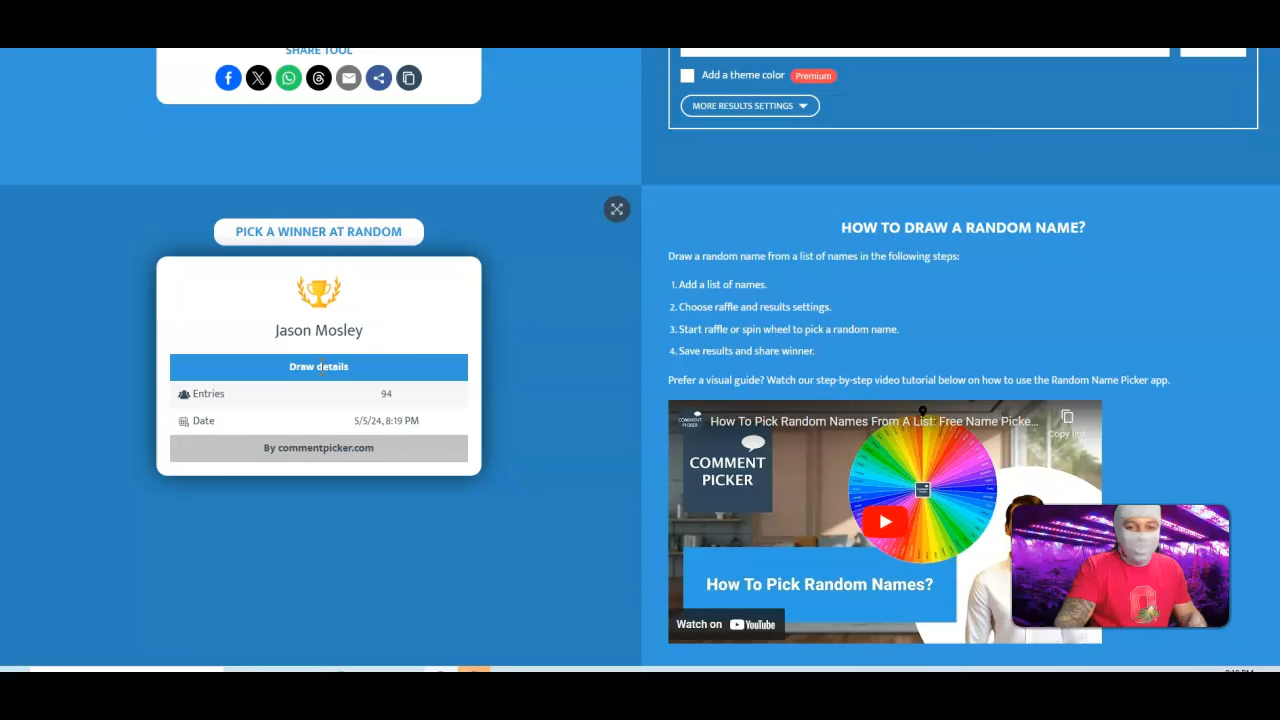 SHARE TOOL
Add a theme color Premium
MORE RESULTS SETTINGS
PICK A WINNER AT RANDOM
Jason Mosley
Draw details
Entries 94
Date 5/5/24, 8:19 PM
By commentpicker.com
HOW TO DRAW A RANDOM NAME?
Draw a random name from a list of names in the following steps:
1. Add a list of names.
2. Choose raffle and results settings.
3. Start raffle or spin wheel to pick a random name.
4. Save results and share winner.
Prefer a visual guide? Watch our step-by-step video tutorial below on how to use the Random Name Picker app.
COMMENT PICKER
How To Pick Random Names From A List: Free Name Picke...
Copy link
COMMENT
PICKER
How To Pick Random Names?
Watch on YouTube